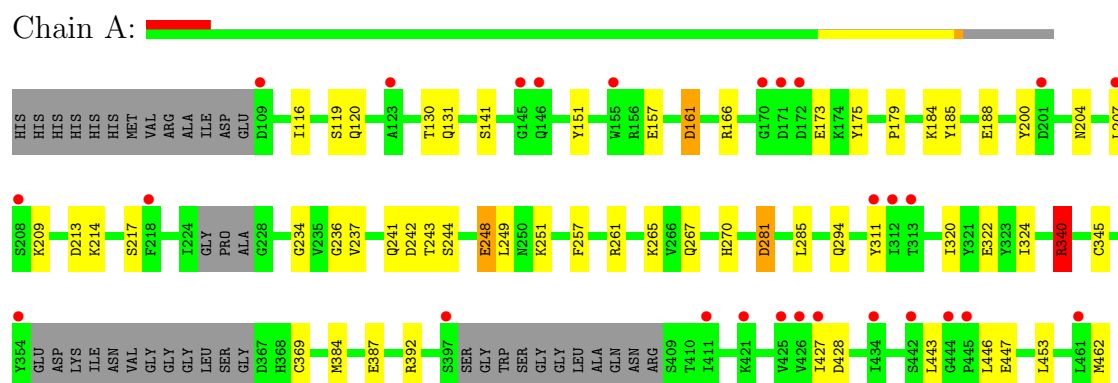 Chain A:
HIS HIS HIS HIS HIS HIS MET VAL ARG ALA ILE ASP GLU D109 I116 S119 Q120 A123 T130 Q131 S141 G145 Q146 Y151 W155 R156 E157 D161 R166 G170 D171 D172 E173 K174 Y175 P179 K184 Y185 E188 Y200 D201 N204 L207
S208 K209 D213 K214 S217 F218 I224 GLY PRO ALA G228 G234 V235 G236 V237 Q241 D242 T243 S244 E248 L249 N250 K251 F257 R261 K265 V266 Q267 H270 D281 L285 Q294 Y311 I312 T313 I320 Y321 E322 Y323 I324 R340 C345
Y354 GLU ASP LYS ILE ASN VAL GLY GLY GLY LEU SER GLY D367 H368 C369 M384 E387 R392 S397 SER GLY TRP SER GLY GLY LEU ALA GLN ASN ARG S409 T410 I411 K421 V425 V426 I427 D428 I434 S442 L443 G444 P445 L446 E447 L453 L461 M462